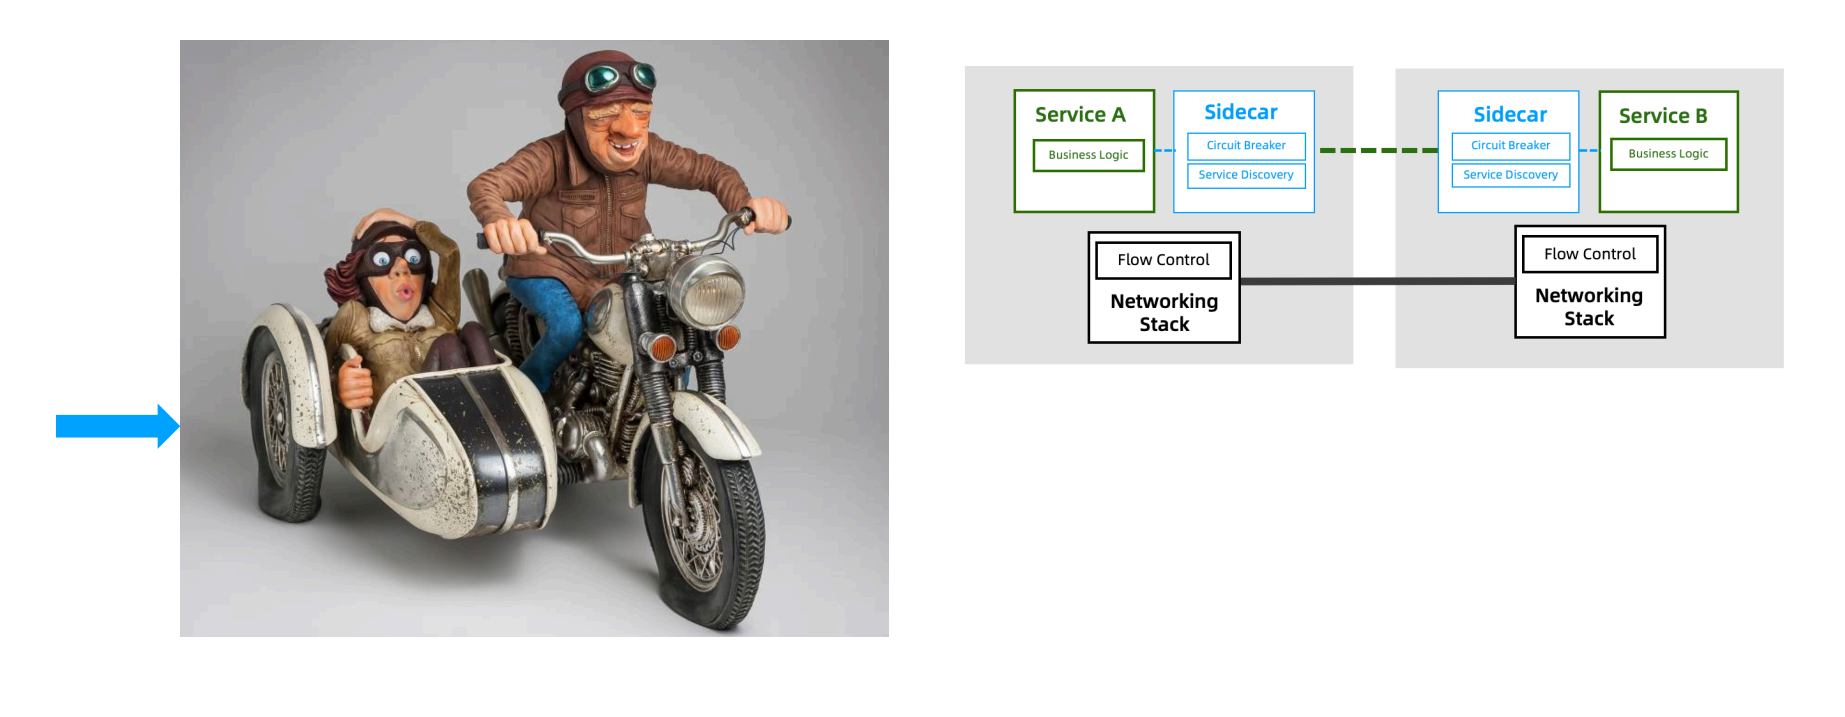 Service A
Business Logic
Sidecar
Circuit Breaker
Service Discovery
Sidecar
Circuit Breaker
Service Discovery
Service B
Business Logic
Flow Control
Networking
Stack
Flow Control
Networking
Stack